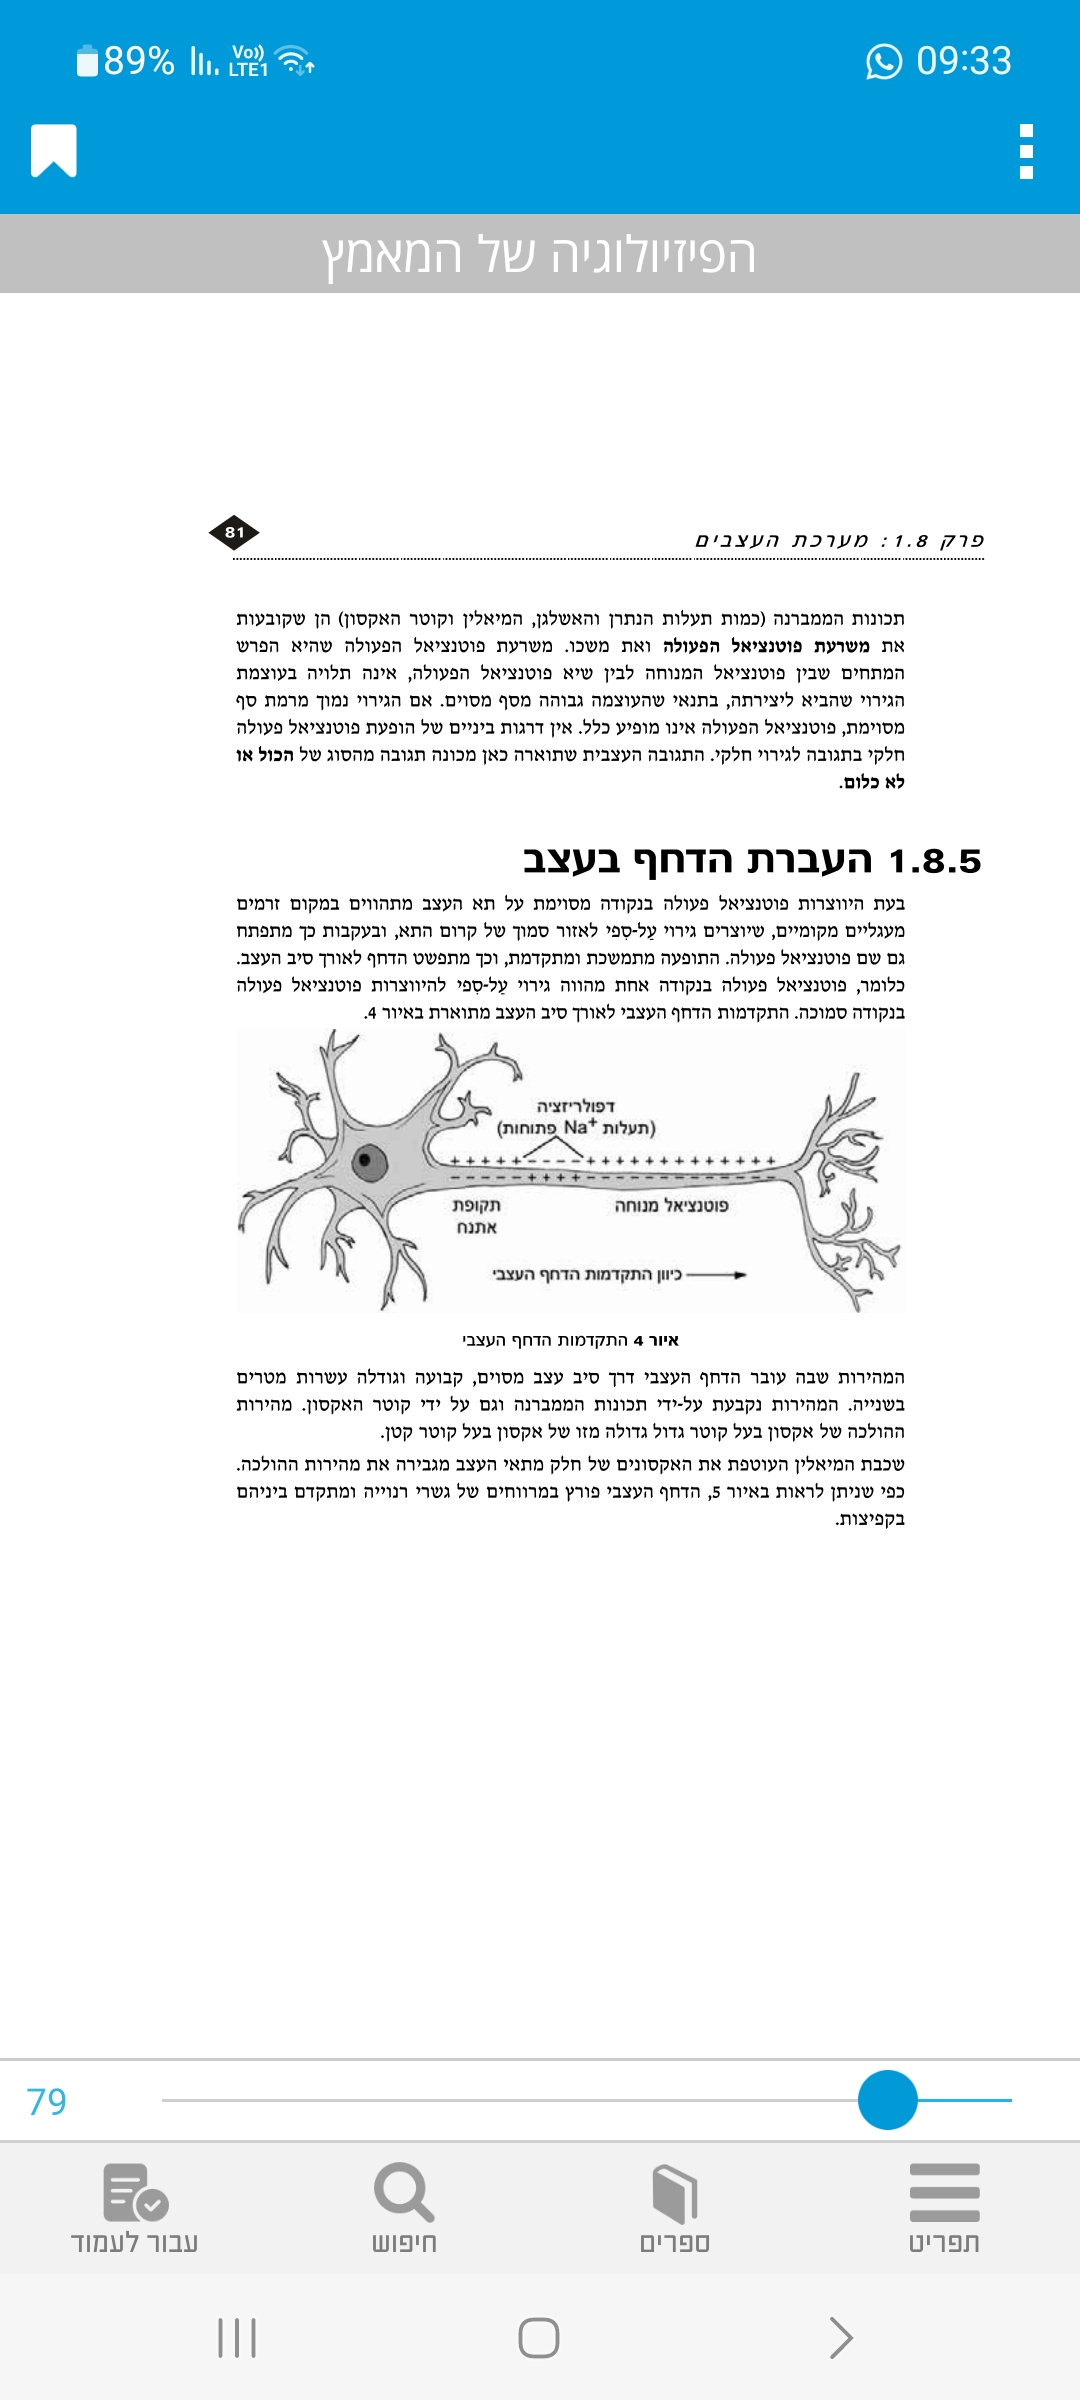 89% Vo)) LTE1 09:33
הפיזיולוגיה של המאמץ
פרק 1.8: מערכת העצבים 81
תכונות הממברנה (כמות תעלות הנתרן והאשלגן, המיאלין וקוטר האקסון) הן שקובעות
את משרעת פוטנציאל הפעולה ואת משכו. משרעת פוטנציאל הפעולה שהיא הפרש
המתחים שבין פוטנציאל המנוחה לבין שיא פוטנציאל הפעולה, אינה תלויה בעוצמת
הגירוי שהביא ליצירתה, בתנאי שהעוצמה גבוהה מסף מסוים. אם הגירוי נמוך מרמת סף
מסוימת, פוטנציאל הפעולה אינו מופיע כלל. אין דרגות ביניים של הופעת פוטנציאל פעולה
חלקי בתגובה לגירוי חלקי. התגובה העצבית שתוארה כאן מכונה תגובה מהסוג של הכול או
לא כלום.
1.8.5 העברת הדחף בעצב
בעת היווצרות פוטנציאל פעולה בנקודה מסוימת על תא העצב מתהווים במקום זרמים
מעגליים מקומיים, שיוצרים גירוי עַל-סִפי לאזור סמוך של קרום התא, ובעקבות כך מתפתח
גם שם פוטנציאל פעולה. התופעה מתמשכת ומתקדמת, וכך מתפשט הדחף לאורך סיב העצב.
כלומר, פוטנציאל פעולה בנקודה אחת מהווה גירוי עַל-סִפי להיווצרות פוטנציאל פעולה
בנקודה סמוכה. התקדמות הדחף העצבי לאורך סיב העצב מתוארת באיור 4.
דפולריזציה
(תעלות Na⁺ פתוחות)
+ + + + + - - - - + + + + + + + + + + + + +
- - - - - + + + + - - - - - - - - - - - - -
פוטנציאל מנוחה
תקופת
אתנח
כיוון התקדמות הדחף העצבי
איור 4 התקדמות הדחף העצבי
המהירות שבה עובר הדחף העצבי דרך סיב עצב מסוים, קבועה וגודלה עשרות מטרים
בשנייה. המהירות נקבעת על-ידי תכונות הממברנה וגם על ידי קוטר האקסון. מהירות
ההולכה של אקסון בעל קוטר גדול גדולה מזו של אקסון בעל קוטר קטן.
שכבת המיאלין העוטפת את האקסונים של חלק מתאי העצב מגבירה את מהירות ההולכה.
כפי שניתן לראות באיור 5, הדחף העצבי פורץ במרווחים של גשרי רנוייה ומתקדם ביניהם
בקפיצות.
79
תפריט
ספרים
חיפוש
עבור לעמוד